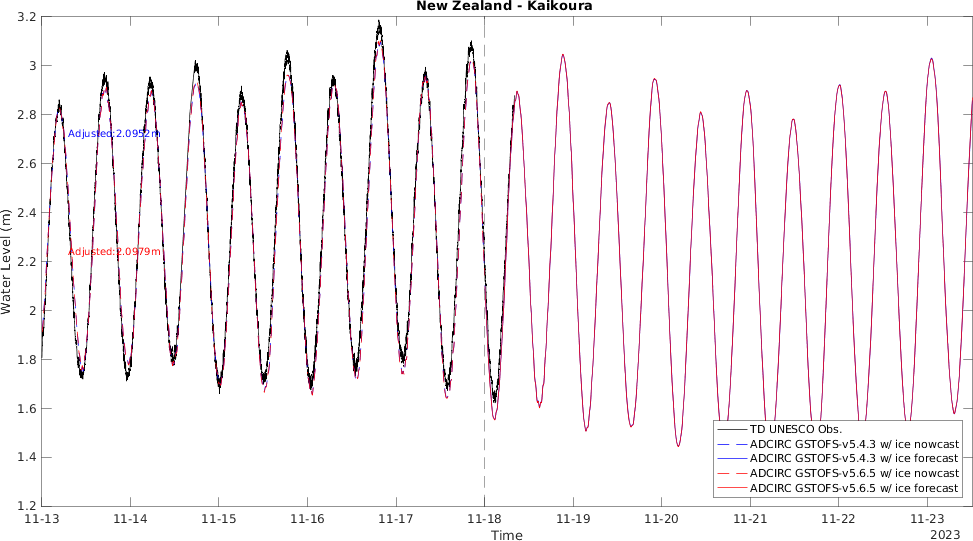 New Zealand - Kaikoura
3.2
3
2.8
2.6
2.4
2.2
2
1.8
1.6
1.4
1.2
Water Level (m)
Adjusted:2.0952m
Adjusted:2.0979m
TD UNESCO Obs.
ADCIRC GSTOFS-v5.4.3 w/ ice nowcast
ADCIRC GSTOFS-v5.4.3 w/ ice forecast
ADCIRC GSTOFS-v5.6.5 w/ ice nowcast
ADCIRC GSTOFS-v5.6.5 w/ ice forecast
11-13 11-14 11-15 11-16 11-17 11-18 11-19 11-20 11-21 11-22 11-23
Time
2023